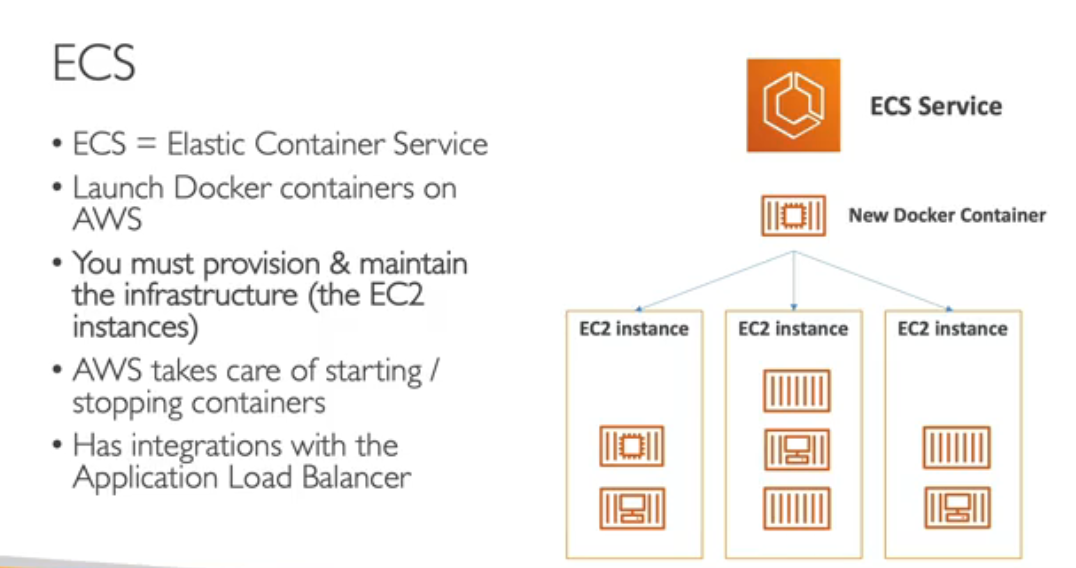 ECS
• ECS = Elastic Container Service
• Launch Docker containers on
AWS
• You must provision & maintain
the infrastructure (the EC2
instances)
• AWS takes care of starting /
stopping containers
• Has integrations with the
Application Load Balancer
ECS Service
New Docker Container
EC2 instance
EC2 instance
EC2 instance